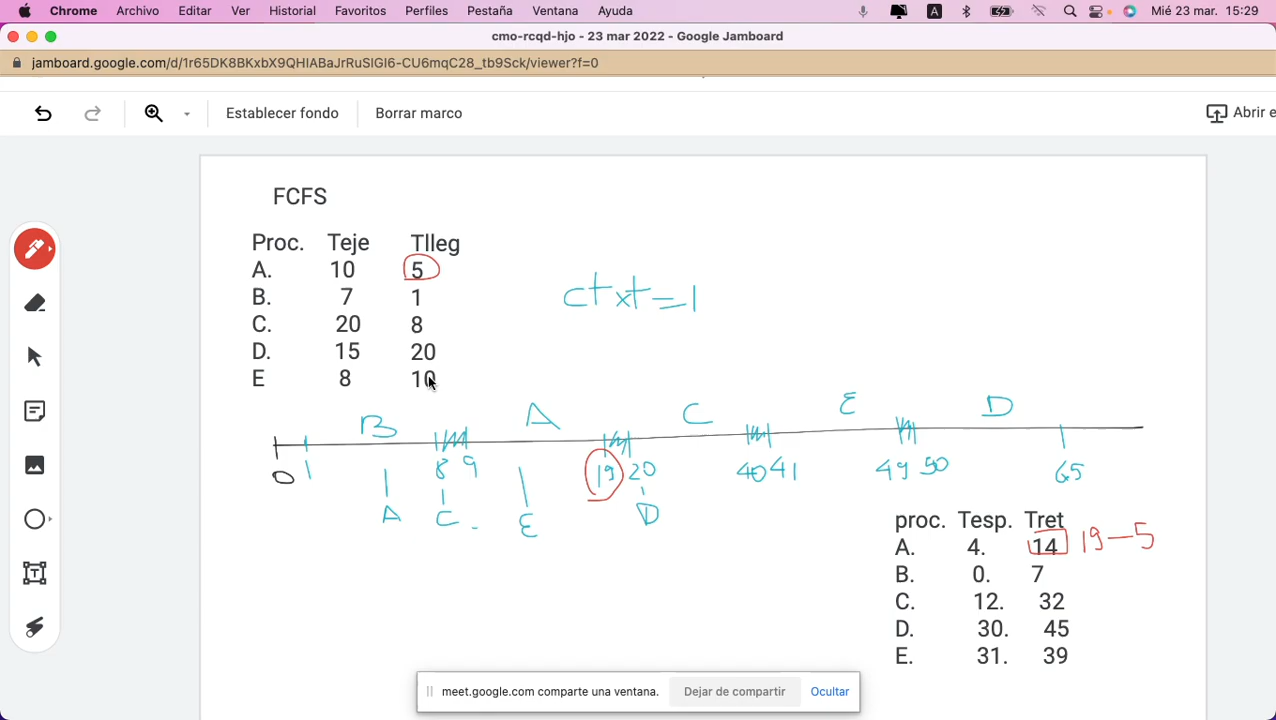 Chrome Archivo Editar Ver Historial Favoritos Perfiles Pestaña Ventana Ayuda A Mié 23 mar. 15:29
cmo-rcqd-hjo - 23 mar 2022 - Google Jamboard
jamboard.google.com/d/1r65DK8BKxbX9QHIABaJrRuSlGl6-CU6mqC28_tb9Sck/viewer?f=0
Establecer fondo Borrar marco Abrir e
FCFS
Proc. Teje Tlleg
A. 10 5
B. 7 1
C. 20 8
D. 15 20
E 8 10
ctxt=1
B A C E D
0 1 8 9 19 20 40 41 49 50 65
A C E D
proc. Tesp. Tret
A. 4. 14 19-5
B. 0. 7
C. 12. 32
D. 30. 45
E. 31. 39
meet.google.com comparte una ventana. Dejar de compartir Ocultar